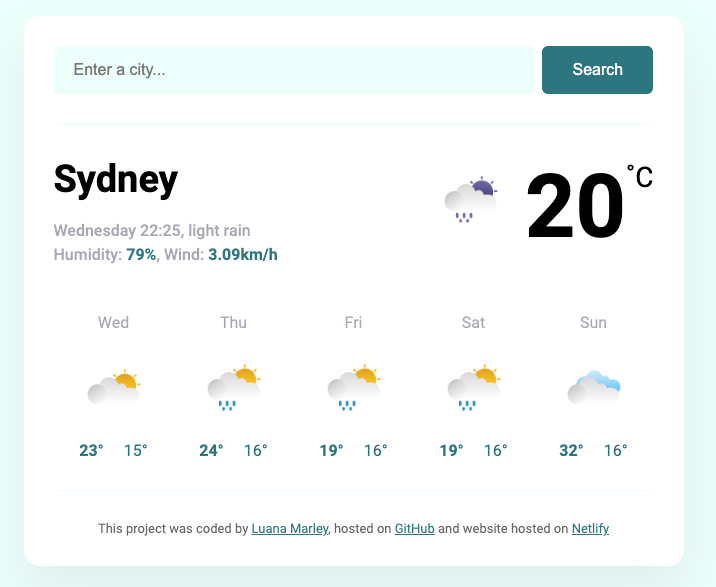 Enter a city...
Search
Sydney
20°C
Wednesday 22:25, light rain
Humidity: 79%, Wind: 3.09km/h
Wed Thu Fri Sat Sun
23° 15° 24° 16° 19° 16° 19° 16° 32° 16°
This project was coded by Luana Marley, hosted on GitHub and website hosted on Netlify